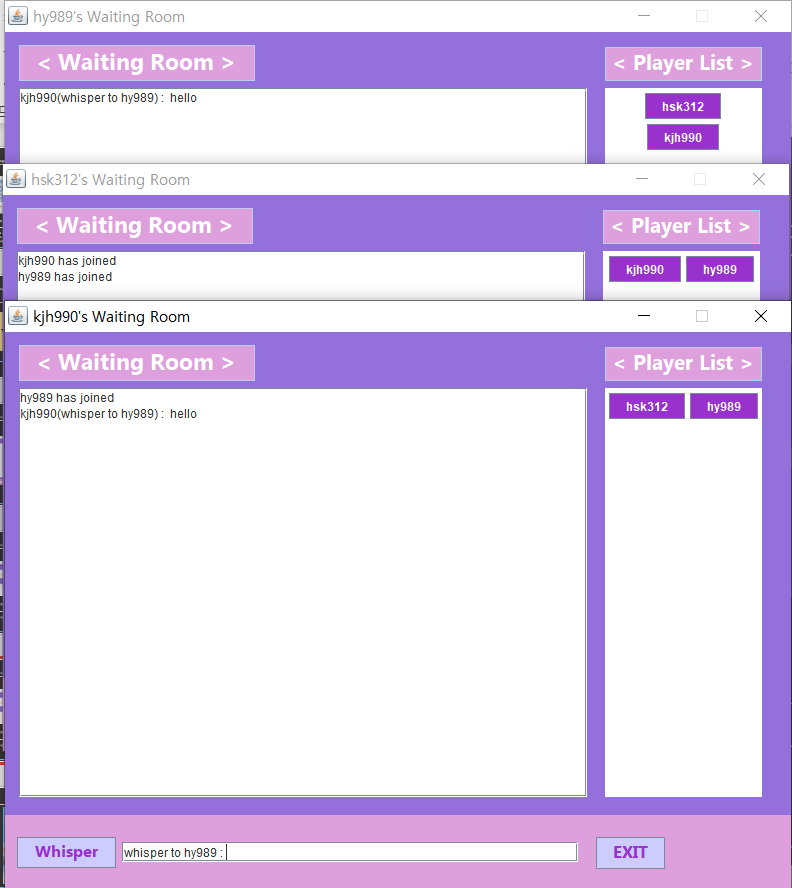 hy989's Waiting Room
< Waiting Room >
< Player List >
kjh990(whisper to hy989) :  hello
hsk312
kjh990
hsk312's Waiting Room
< Waiting Room >
< Player List >
kjh990 has joined
hy989 has joined
kjh990 hy989
kjh990's Waiting Room
< Waiting Room >
< Player List >
hy989 has joined
kjh990(whisper to hy989) :  hello
hsk312 hy989
Whisper
whisper to hy989 :
EXIT